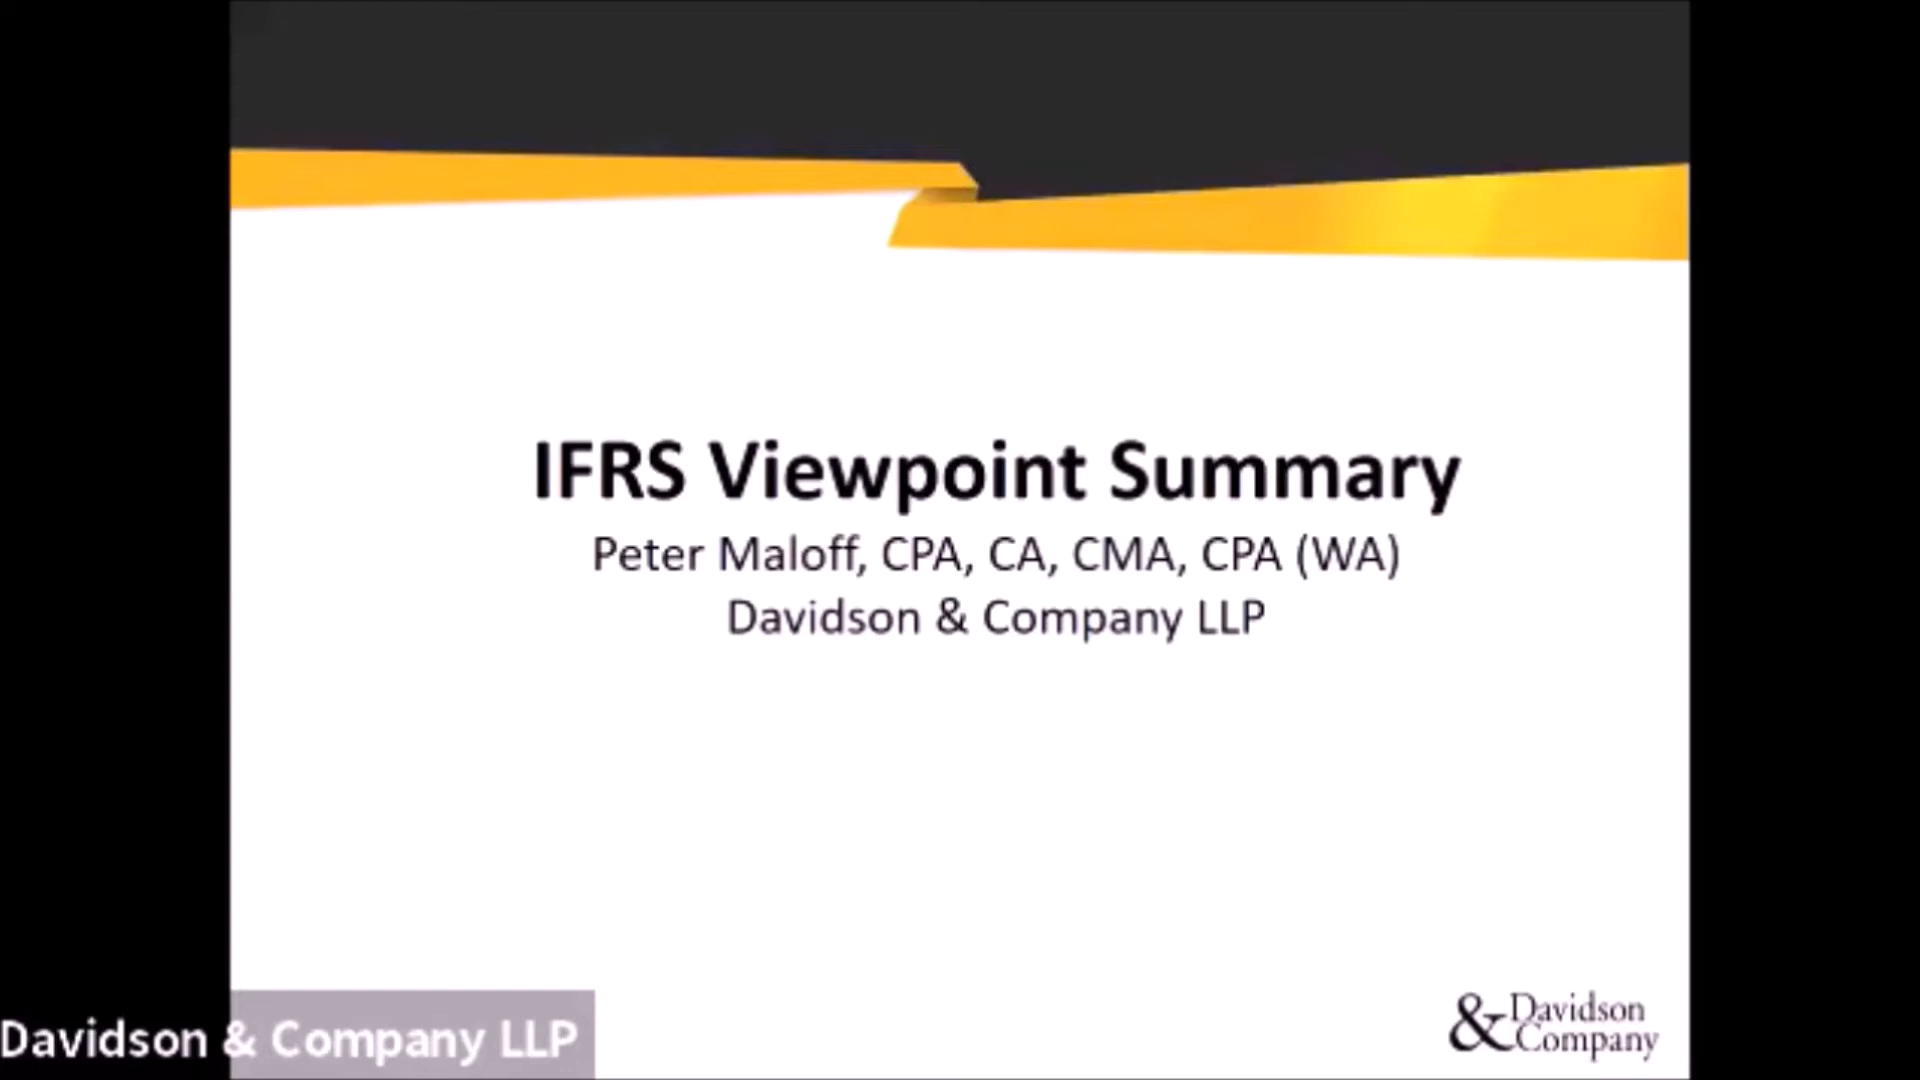 IFRS Viewpoint Summary
Peter Maloff, CPA, CA, CMA, CPA (WA)
Davidson & Company LLP
Davidson & Company LLP
& Davidson
Company